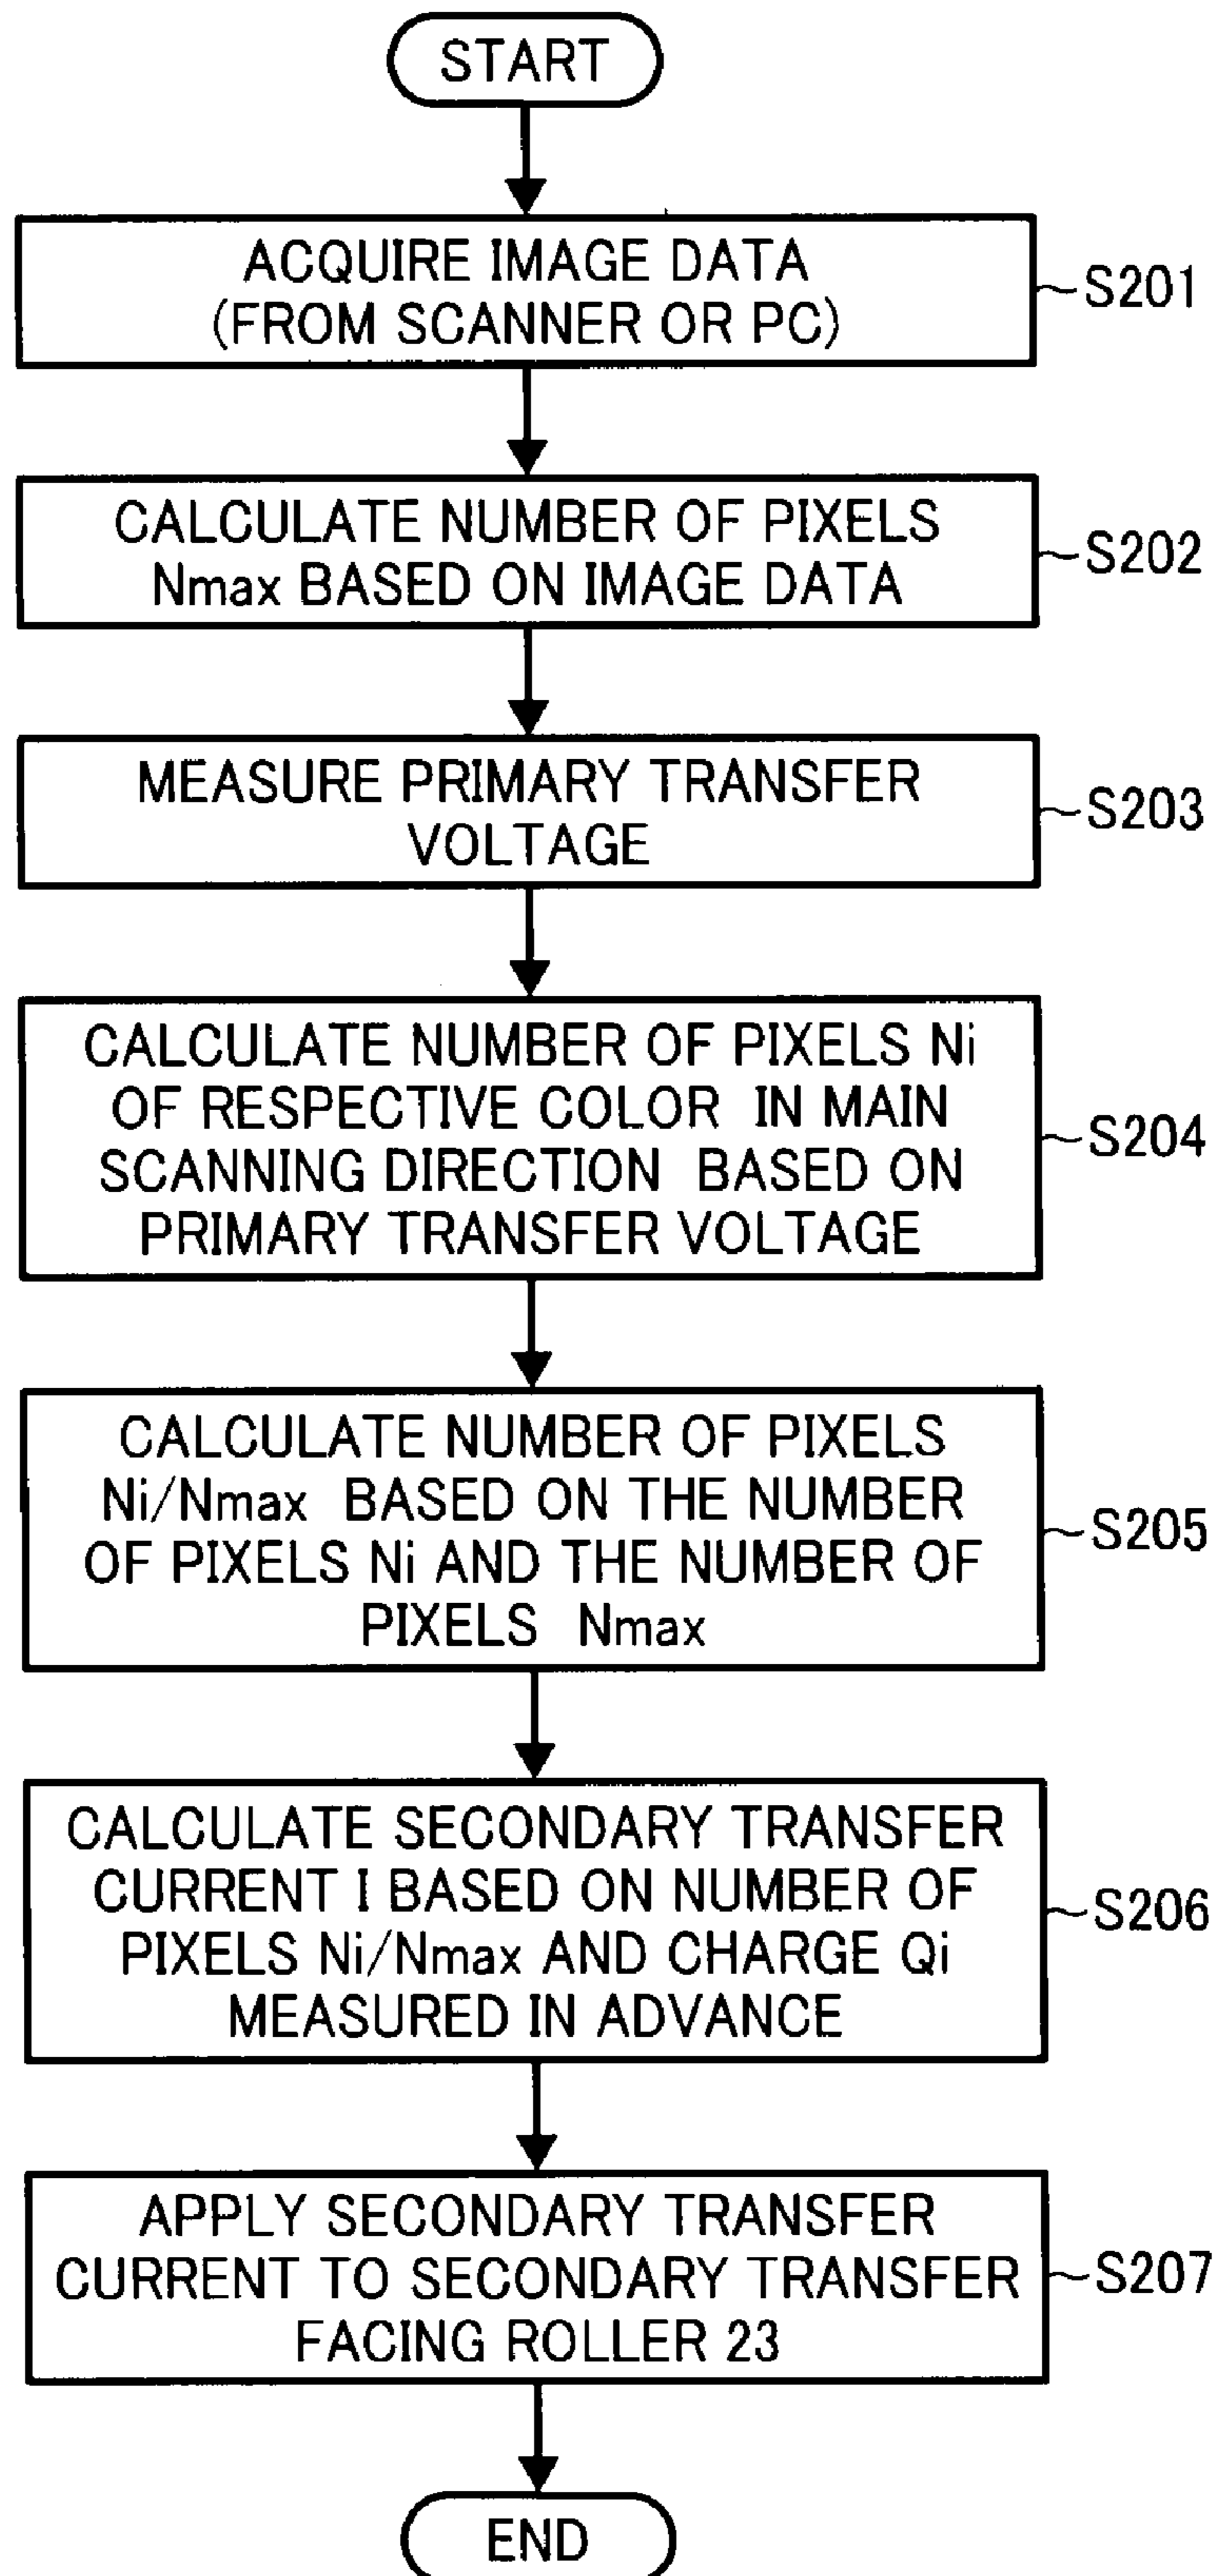 START
ACQUIRE IMAGE DATA
(FROM SCANNER OR PC)
S201
CALCULATE NUMBER OF PIXELS
Nmax BASED ON IMAGE DATA
S202
MEASURE PRIMARY TRANSFER
VOLTAGE
S203
CALCULATE NUMBER OF PIXELS Ni
OF RESPECTIVE COLOR IN MAIN
SCANNING DIRECTION BASED ON
PRIMARY TRANSFER VOLTAGE
S204
CALCULATE NUMBER OF PIXELS
Ni/Nmax BASED ON THE NUMBER
OF PIXELS Ni AND THE NUMBER OF
PIXELS Nmax
S205
CALCULATE SECONDARY TRANSFER
CURRENT I BASED ON NUMBER OF
PIXELS Ni/Nmax AND CHARGE Qi
MEASURED IN ADVANCE
S206
APPLY SECONDARY TRANSFER
CURRENT TO SECONDARY TRANSFER
FACING ROLLER 23
S207
END